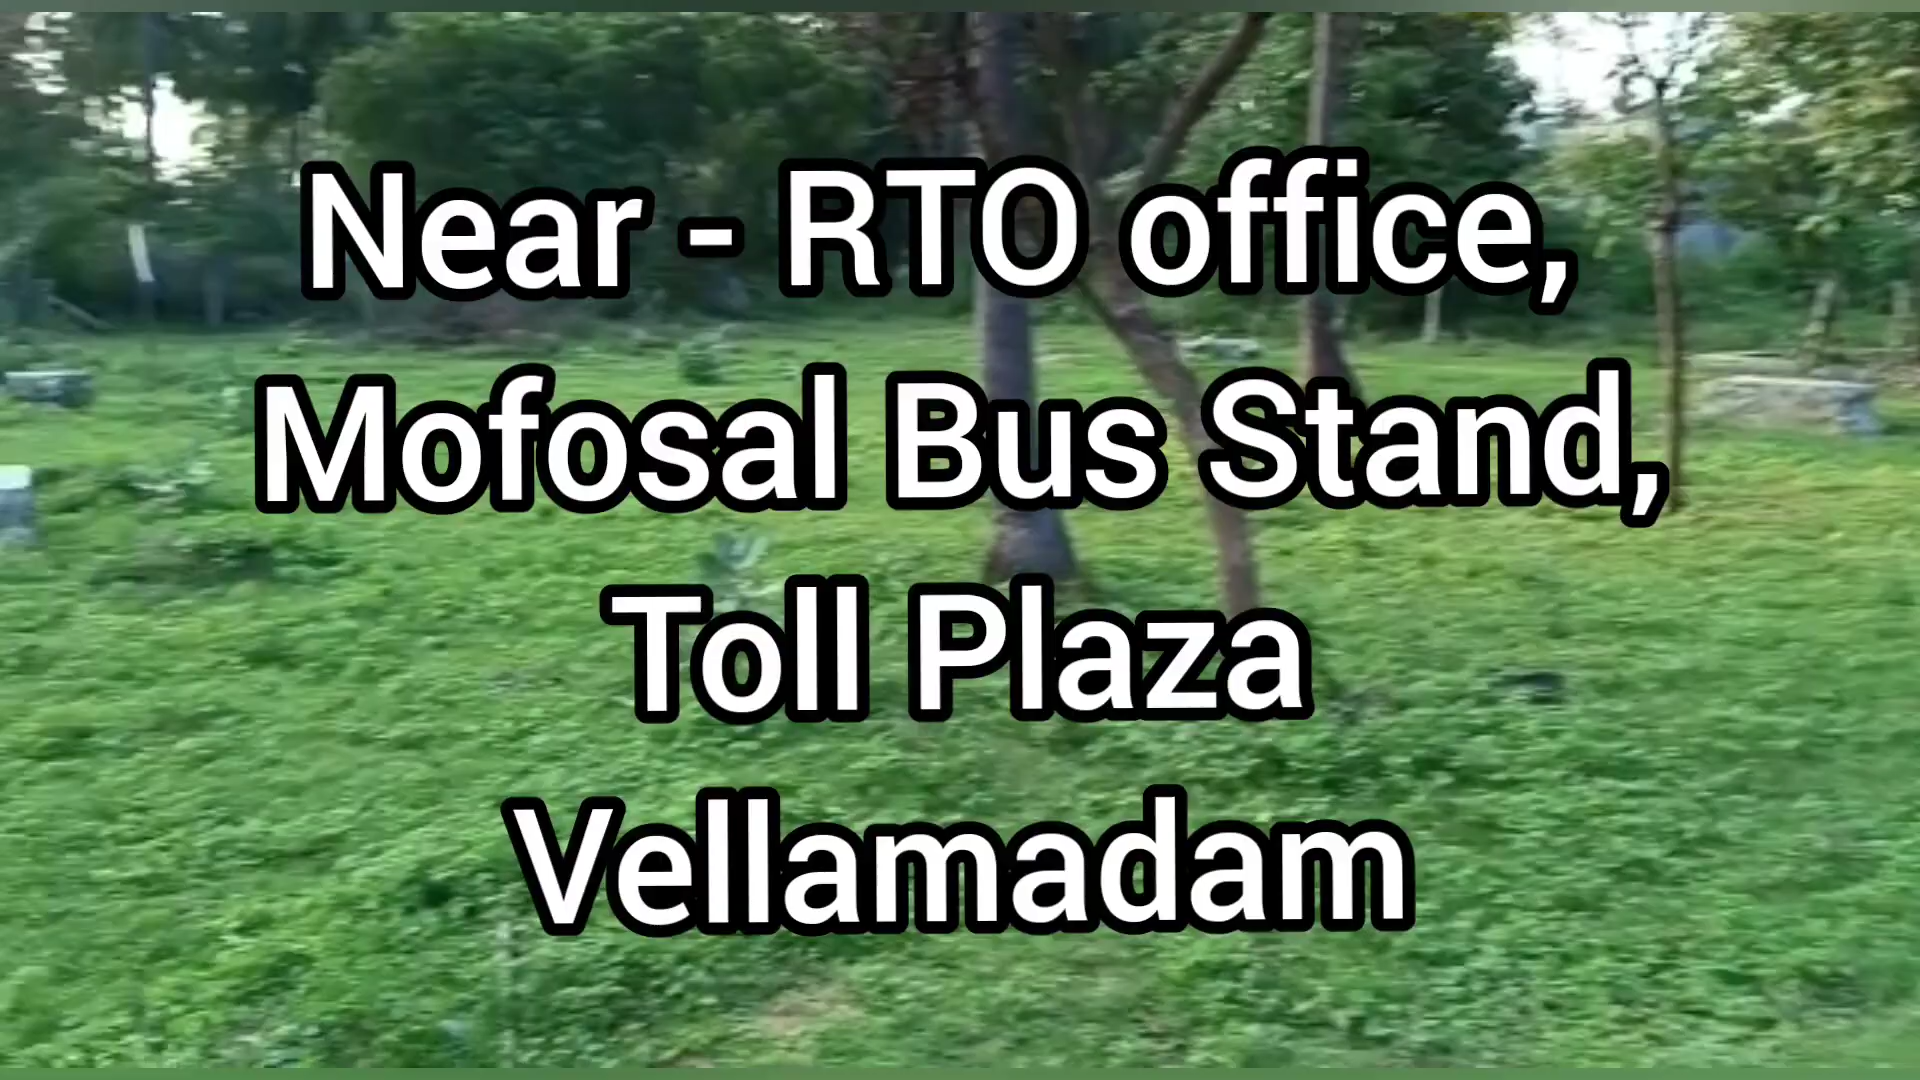 Near - RTO office,
Mofosal Bus Stand,
Toll Plaza
Vellamadam